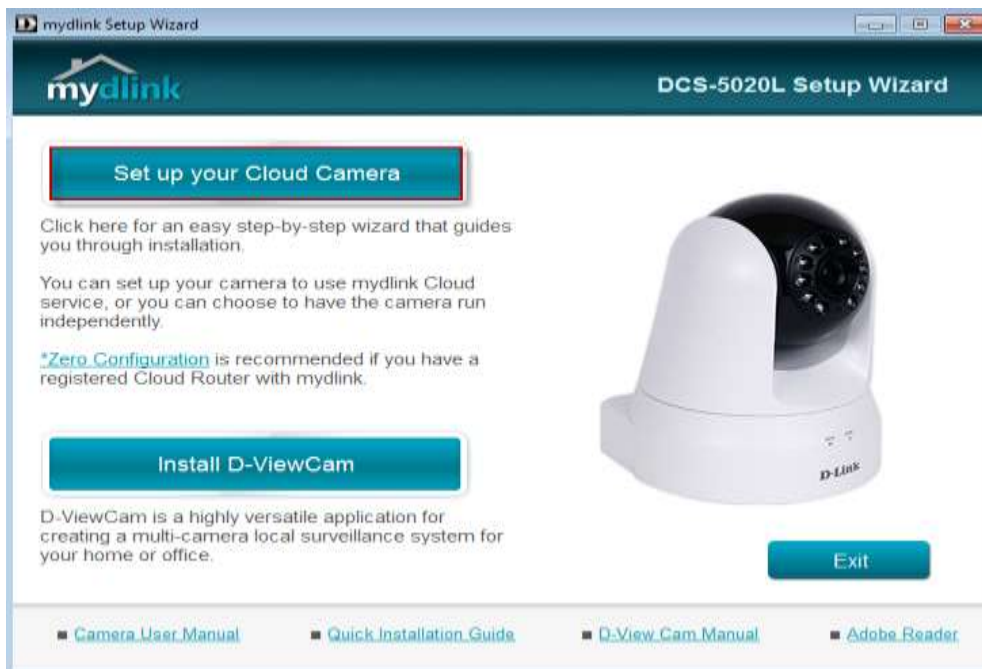 mydlink Setup Wizard
mydlink
DCS-5020L Setup Wizard
Set up your Cloud Camera
Click here for an easy step-by-step wizard that guides
you through installation.
You can set up your camera to use mydlink Cloud
service, or you can choose to have the camera run
independently.
*Zero Configuration is recommended if you have a
registered Cloud Router with mydlink.
Install D-ViewCam
D-ViewCam is a highly versatile application for
creating a multi-camera local surveillance system for
your home or office.
D-Link
Exit
Camera User Manual
Quick Installation Guide
D-View Cam Manual
Adobe Reader